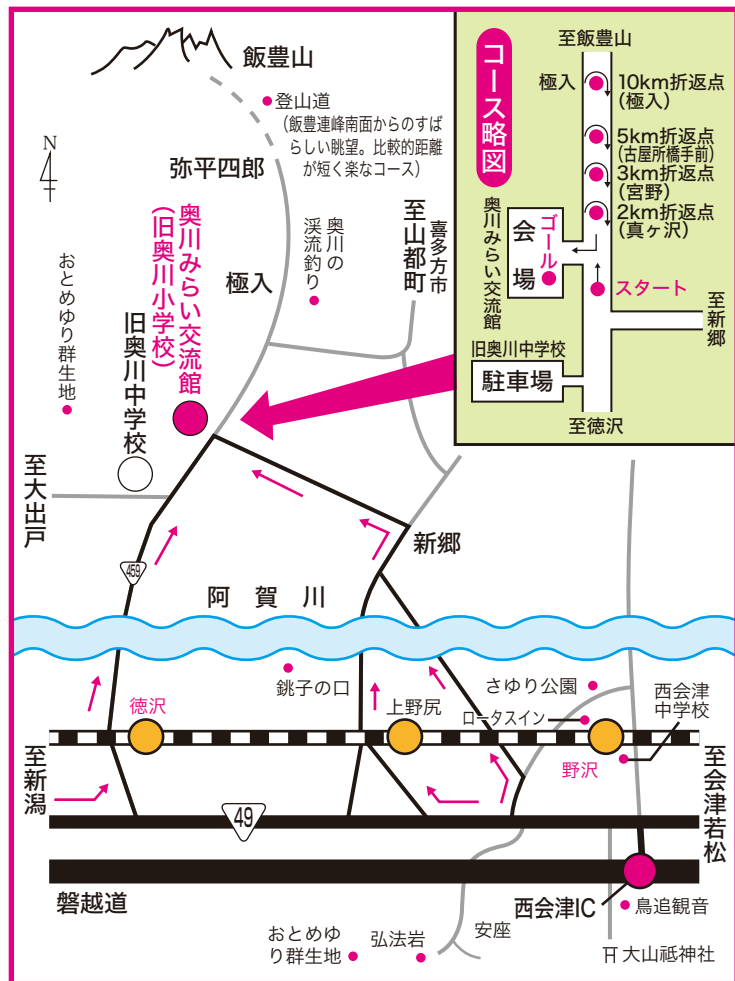 飯豊山
登山道
(飯豊連峰南面からのすば
らしい眺望。比較的距離
が短く楽なコース)
弥平四郎
N
奥川みらい交流館
(旧奥川小学校)
極入
奥川の
渓流釣り
至山都町
喜多方市
おとめゆり群生地
旧奥川中学校
至大出戸
新郷
459
阿賀川
銚子の口
徳沢
上野尻
さゆり公園
ロータスイン
西会津
中学校
野沢
至新潟
至会津若松
49
磐越道
西会津IC
鳥追観音
おとめゆ
り群生地
弘法岩
安座
大山祗神社
コース略図
至飯豊山
極入
10km折返点
(極入)
5km折返点
(古屋所橋手前)
3km折返点
(宮野)
2km折返点
(真ヶ沢)
奥川みらい交流館
会場
ゴール
スタート
至新郷
旧奥川中学校
駐車場
至徳沢